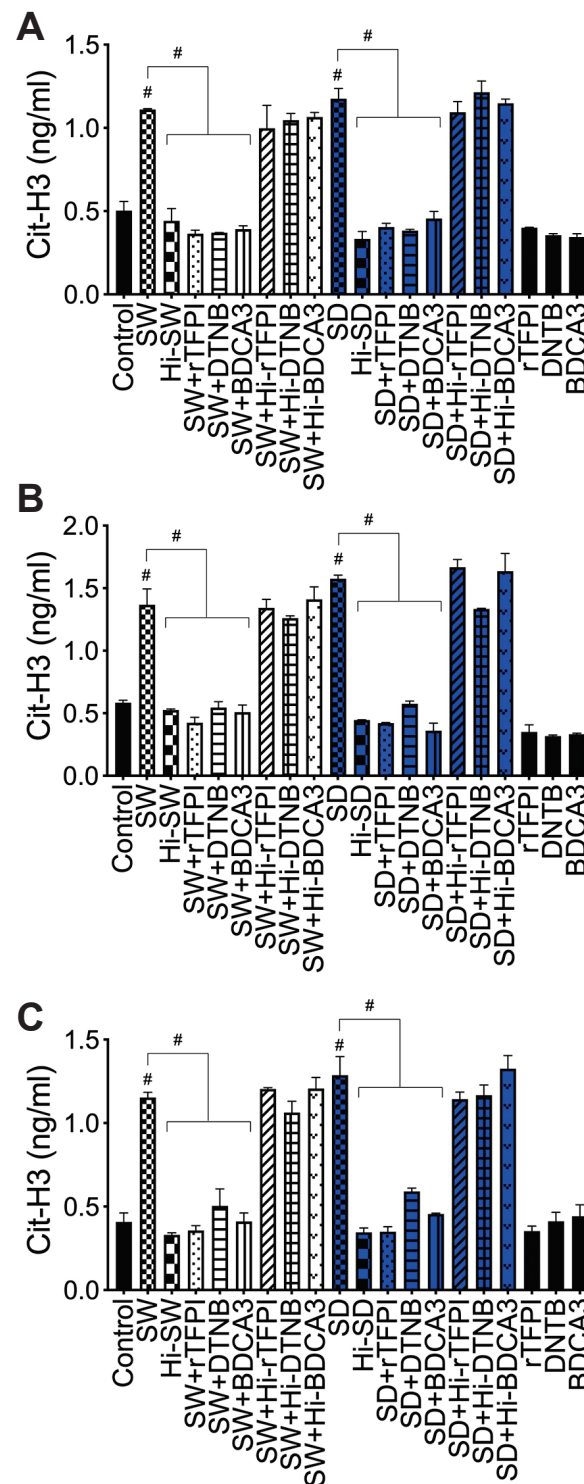 A
Cit-H3 (ng/ml)
1.5
1.0
0.5
0.0
#
#
#
#
Control
SW
Hi-SW
SW+rTFPI
SW+DTNB
SW+BDCA3
SW+Hi-rTFPI
SW+Hi-DTNB
SW+Hi-BDCA3
SD
Hi-SD
SD+rTFPI
SD+DTNB
SD+BDCA3
SD+Hi-rTFPI
SD+Hi-DTNB
SD+Hi-BDCA3
rTFPI
DNTB
BDCA3
B
Cit-H3 (ng/ml)
2.0
1.5
1.0
0.5
0.0
#
#
#
#
Control
SW
Hi-SW
SW+rTFPI
SW+DTNB
SW+BDCA3
SW+Hi-rTFPI
SW+Hi-DTNB
SW+Hi-BDCA3
SD
Hi-SD
SD+rTFPI
SD+DTNB
SD+BDCA3
SD+Hi-rTFPI
SD+Hi-DTNB
SD+Hi-BDCA3
rTFPI
DNTB
BDCA3
C
Cit-H3 (ng/ml)
1.5
1.0
0.5
0.0
#
#
#
#
Control
SW
Hi-SW
SW+rTFPI
SW+DTNB
SW+BDCA3
SW+Hi-rTFPI
SW+Hi-DTNB
SW+Hi-BDCA3
SD
Hi-SD
SD+rTFPI
SD+DTNB
SD+BDCA3
SD+Hi-rTFPI
SD+Hi-DTNB
SD+Hi-BDCA3
rTFPI
DNTB
BDCA3